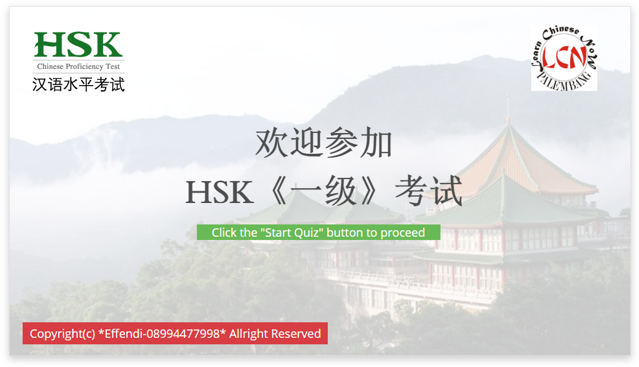 HSK
Chinese Proficiency Test
汉语水平考试
Learn Chinese NoW
LCN
PALEMBANG
欢迎参加
HSK《一级》考试
Click the "Start Quiz" button to proceed
Copyright(c) *Effendi-08994477998* Allright Reserved